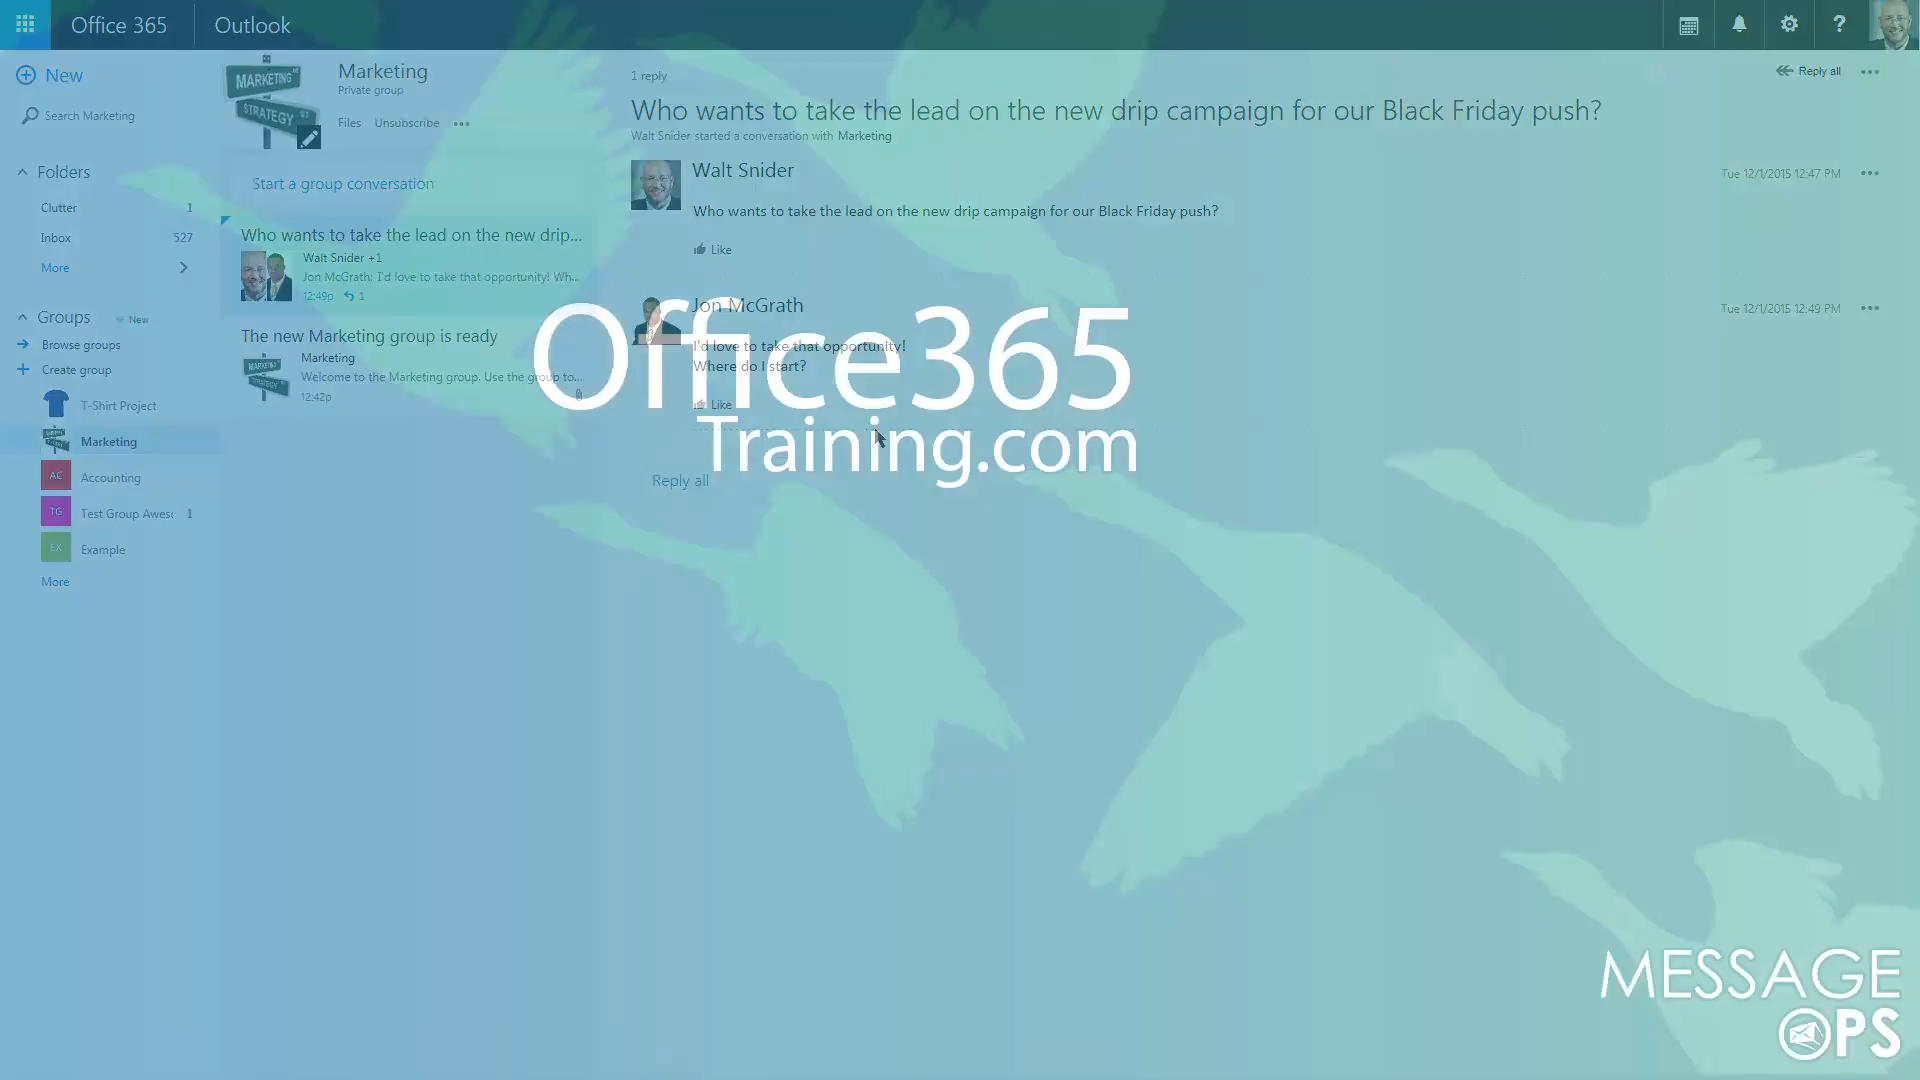 Office 365
Outlook
?
New
Search Marketing
Folders
Clutter 1
Inbox 527
More
Groups New
Browse groups
Create group
T-Shirt Project
Marketing
AC Accounting
TG Test Group Awes 1
EX Example
More
MARKETING
STRATEGY ST
Marketing
Private group
Files Unsubscribe
Start a group conversation
Who wants to take the lead on the new drip...
Walt Snider +1
Jon McGrath: I'd love to take that opportunity! Wh...
12:49p 1
The new Marketing group is ready
Marketing
Welcome to the Marketing group. Use the group to...
12:42p
1 reply
Reply all
Who wants to take the lead on the new drip campaign for our Black Friday push?
Walt Snider started a conversation with Marketing
Walt Snider
Tue 12/1/2015 12:47 PM
Who wants to take the lead on the new drip campaign for our Black Friday push?
Like
Jon McGrath
Tue 12/1/2015 12:49 PM
I'd love to take that opportunity!
Where do I start?
Like
Reply all
Office365
Training.com
MESSAGE
OPS